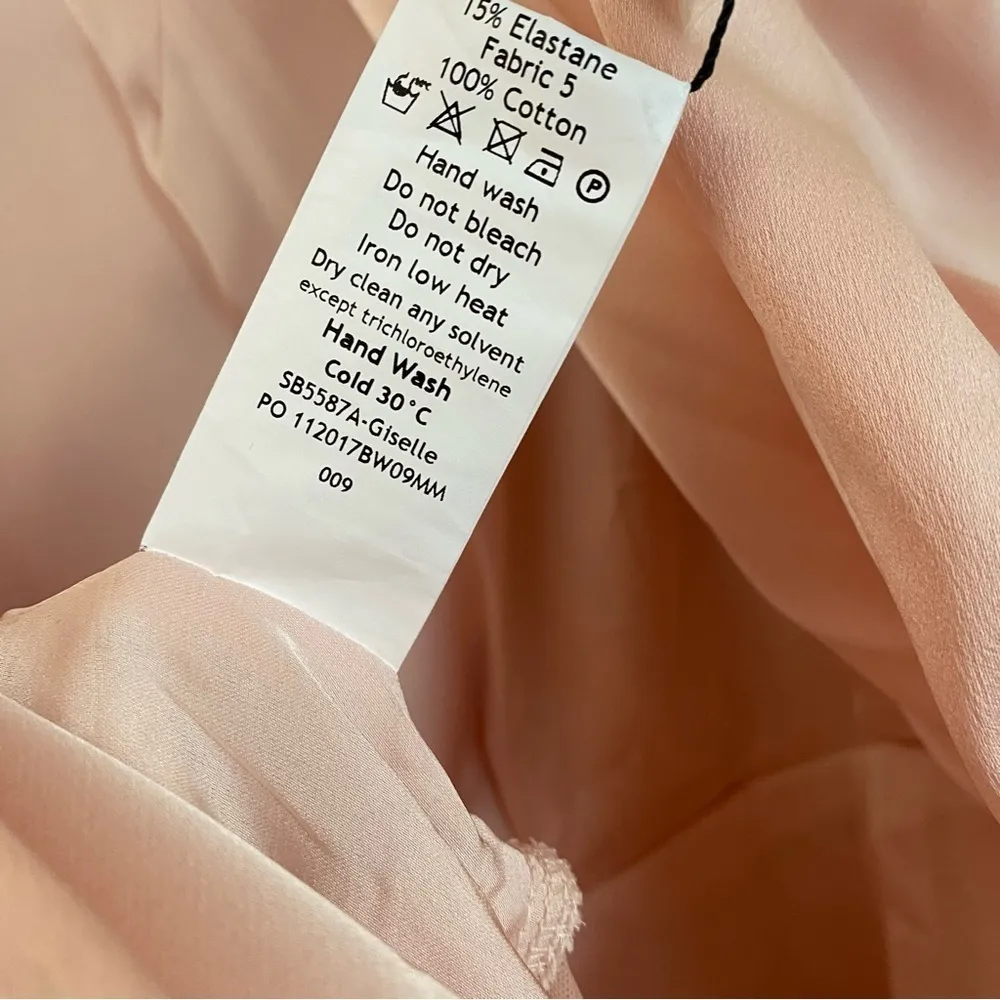 15% Elastane
Fabric 5
100% Cotton
P
Hand wash
Do not bleach
Do not dry
Iron low heat
Dry clean any solvent
except trichloroethylene
Hand Wash
Cold 30°C
SB5587A-Giselle
PO 112017BW09MM
009